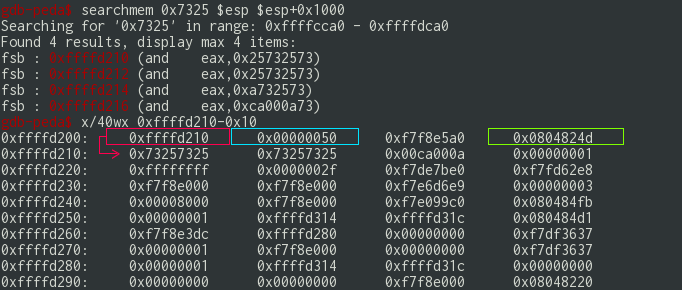 gdb-peda$ searchmem 0x7325 $esp $esp+0x1000
Searching for '0x7325' in range: 0xffffcca0 - 0xffffdca0
Found 4 results, display max 4 items:
fsb : 0xffffd210 (and    eax,0x25732573)
fsb : 0xffffd212 (and    eax,0x25732573)
fsb : 0xffffd214 (and    eax,0xa732573)
fsb : 0xffffd216 (and    eax,0xca000a73)
gdb-peda$ x/40wx 0xffffd210-0x10
0xffffd200: 0xffffd210 0x00000050 0xf7f8e5a0 0x0804824d
0xffffd210: 0x73257325 0x73257325 0x00ca000a 0x00000001
0xffffd220: 0xffffffff 0x0000002f 0xf7de7be0 0xf7fd62e8
0xffffd230: 0xf7f8e000 0xf7f8e000 0xf7e6d6e9 0x00000003
0xffffd240: 0x00008000 0xf7f8e000 0xf7e099c0 0x080484fb
0xffffd250: 0x00000001 0xffffd314 0xffffd31c 0x080484d1
0xffffd260: 0xf7f8e3dc 0xffffd280 0x00000000 0xf7df3637
0xffffd270: 0x00000001 0xf7f8e000 0x00000000 0xf7df3637
0xffffd280: 0x00000001 0xffffd314 0xffffd31c 0x00000000
0xffffd290: 0x00000000 0x00000000 0xf7f8e000 0x08048220